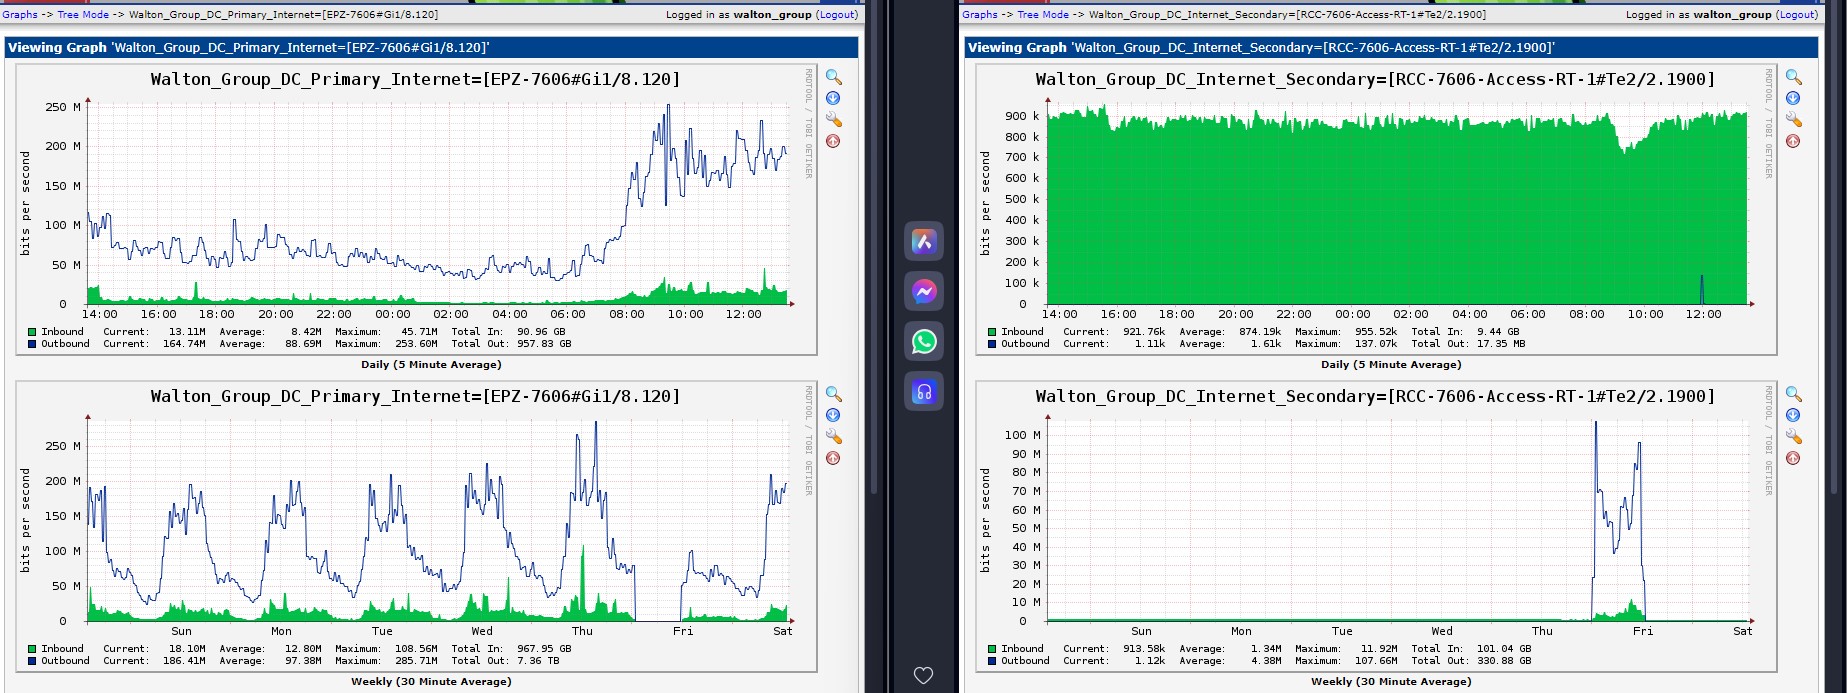 Graphs -> Tree Mode -> Walton_Group_DC_Primary_Internet=[EPZ-7606#Gi1/8.120]
Logged in as walton_group (Logout)
Viewing Graph 'Walton_Group_DC_Primary_Internet=[EPZ-7606#Gi1/8.120]'
Walton_Group_DC_Primary_Internet=[EPZ-7606#Gi1/8.120]
RRDTOOL / TOBI OETIKER
bits per second
250 M
200 M
150 M
100 M
50 M
0
14:00 16:00 18:00 20:00 22:00 00:00 02:00 04:00 06:00 08:00 10:00 12:00
Inbound Current: 13.11M Average: 8.42M Maximum: 45.71M Total In: 90.96 GB
Outbound Current: 164.74M Average: 88.69M Maximum: 253.60M Total Out: 957.83 GB
Daily (5 Minute Average)
Walton_Group_DC_Primary_Internet=[EPZ-7606#Gi1/8.120]
RRDTOOL / TOBI OETIKER
bits per second
250 M
200 M
150 M
100 M
50 M
0
Sun Mon Tue Wed Thu Fri Sat
Inbound Current: 18.10M Average: 12.80M Maximum: 108.56M Total In: 967.95 GB
Outbound Current: 186.41M Average: 97.38M Maximum: 285.71M Total Out: 7.36 TB
Weekly (30 Minute Average)
Graphs -> Tree Mode -> Walton_Group_DC_Internet_Secondary=[RCC-7606-Access-RT-1#Te2/2.1900]
Logged in as walton_group (Logout)
Viewing Graph 'Walton_Group_DC_Internet_Secondary=[RCC-7606-Access-RT-1#Te2/2.1900]'
Walton_Group_DC_Internet_Secondary=[RCC-7606-Access-RT-1#Te2/2.1900]
RRDTOOL / TOBI OETIKER
bits per second
900 k
800 k
700 k
600 k
500 k
400 k
300 k
200 k
100 k
0
14:00 16:00 18:00 20:00 22:00 00:00 02:00 04:00 06:00 08:00 10:00 12:00
Inbound Current: 921.76k Average: 874.19k Maximum: 955.52k Total In: 9.44 GB
Outbound Current: 1.11k Average: 1.61k Maximum: 137.07k Total Out: 17.35 MB
Daily (5 Minute Average)
Walton_Group_DC_Internet_Secondary=[RCC-7606-Access-RT-1#Te2/2.1900]
RRDTOOL / TOBI OETIKER
bits per second
100 M
90 M
80 M
70 M
60 M
50 M
40 M
30 M
20 M
10 M
0
Sun Mon Tue Wed Thu Fri Sat
Inbound Current: 913.58k Average: 1.34M Maximum: 11.92M Total In: 101.04 GB
Outbound Current: 1.12k Average: 4.38M Maximum: 107.66M Total Out: 330.88 GB
Weekly (30 Minute Average)